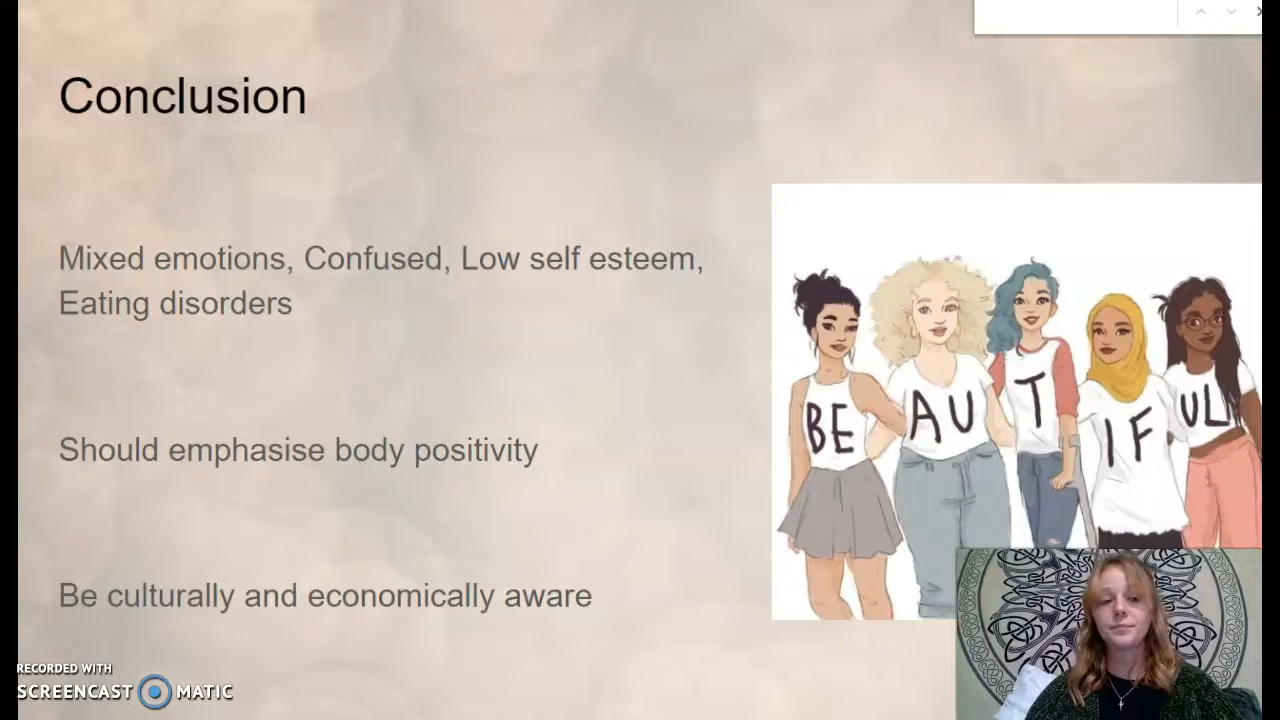 Conclusion
Mixed emotions, Confused, Low self esteem,
Eating disorders
BE AU T IF UL
Should emphasise body positivity
Be culturally and economically aware
RECORDED WITH
SCREENCAST MATIC